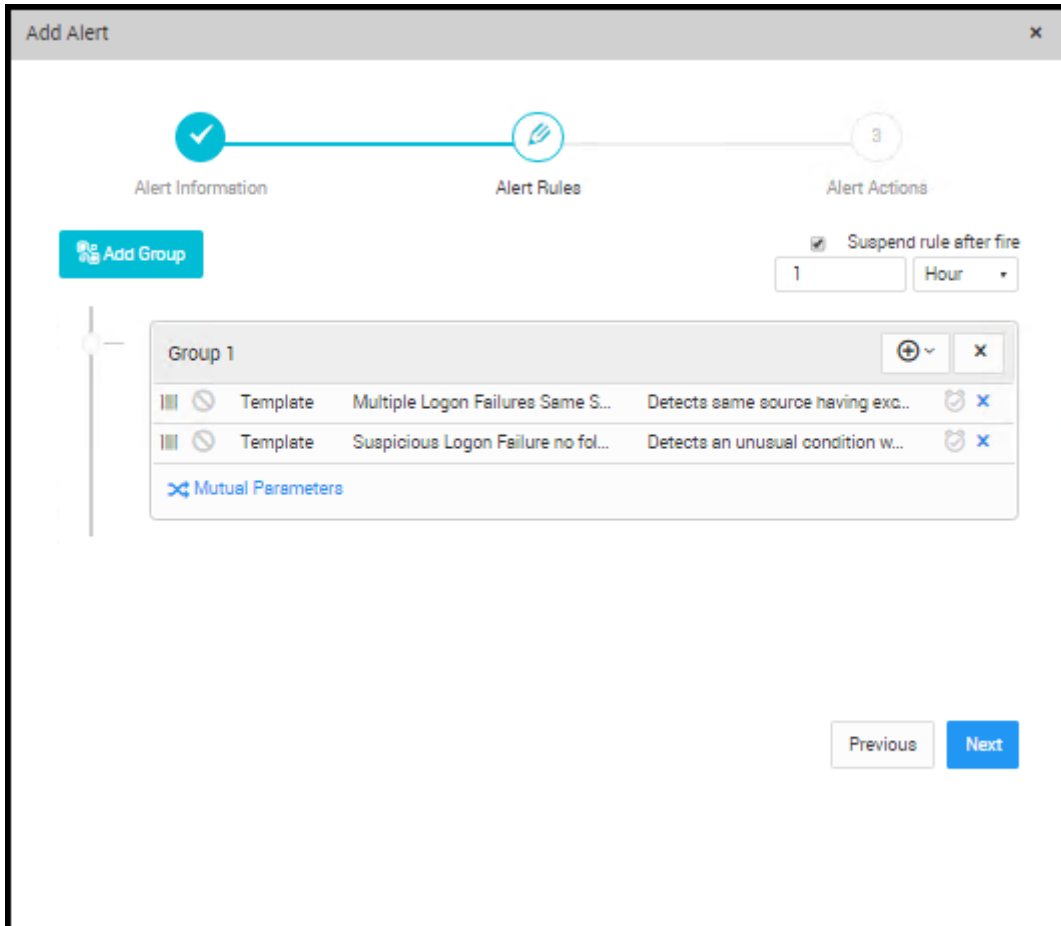 Add Alert
3
Alert Information
Alert Rules
Alert Actions
Add Group
Suspend rule after fire
1
Hour
Group 1
Template Multiple Logon Failures Same S... Detects same source having exc...
Template Suspicious Logon Failure no fol... Detects an unusual condition w...
Mutual Parameters
Previous
Next